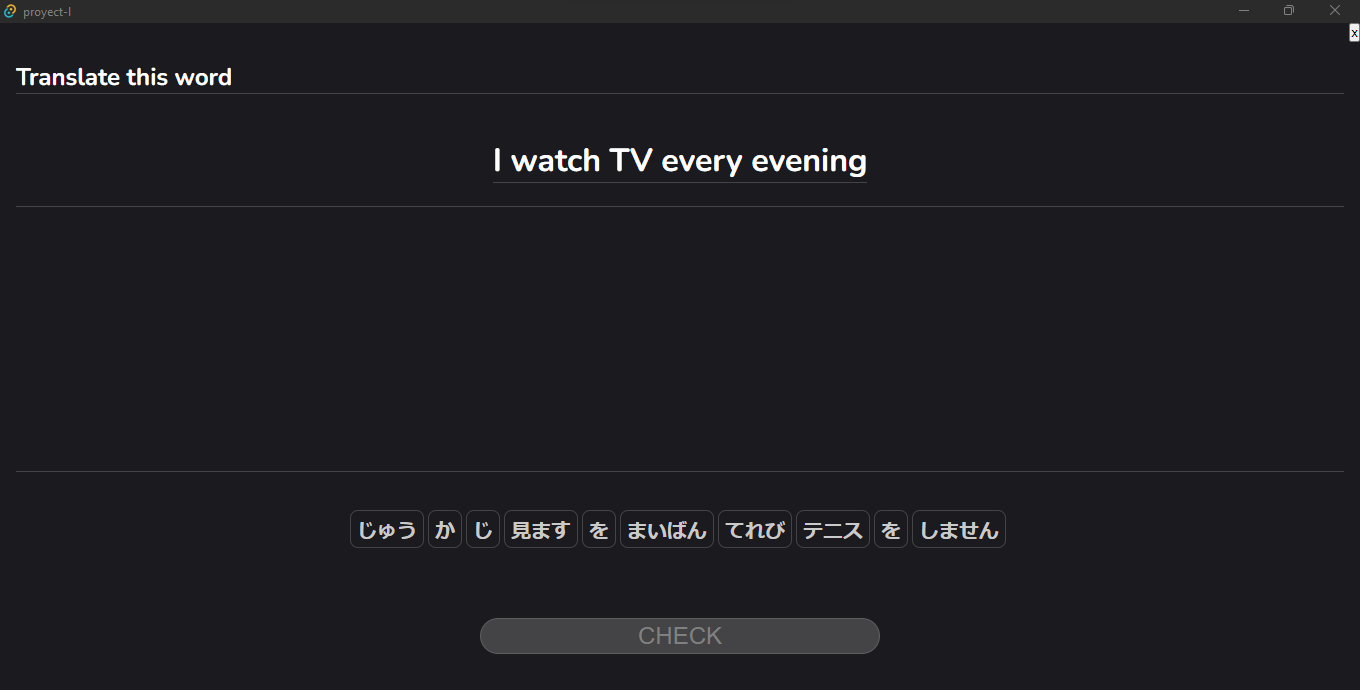 proyect-l
x
Translate this word
I watch TV every evening
じゅう か じ 見ます を まいばん てれび テニス を しません
CHECK